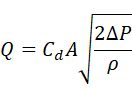 Q = C_d A √(2ΔP/ρ)